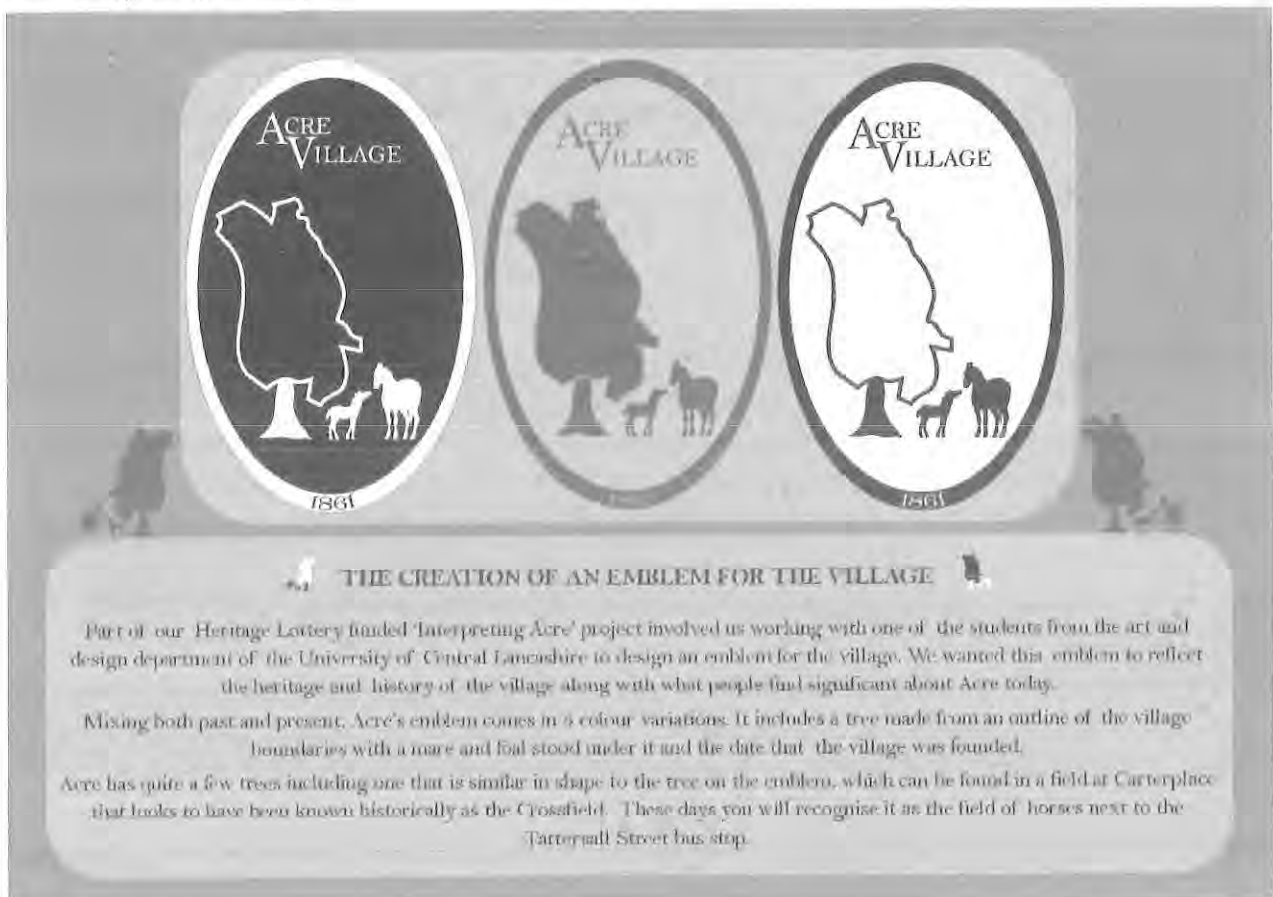 ACRE
VILLAGE
1861
ACRE
VILLAGE
ACRE
VILLAGE
1861
THE CREATION OF AN EMBLEM FOR THE VILLAGE
Part of our Heritage Lottery funded 'Interpreting Acre' project involved us working with one of the students from the art and
design department of the University of Central Lancashire to design an emblem for the village. We wanted this emblem to reflect
the heritage and history of the village along with what people find significant about Acre today.
Mixing both past and present, Acre's emblem comes in colour variations. It includes a tree made from an outline of the village
boundaries with a mare and foal stood under it and the date that the village was founded.
Acre has quite a few trees including one that is similar in shape to the tree on the emblem, which can be found in a field at Carterplace
that looks to have been known historically as the Crossfield. These days you will recognise it as the field of horses next to the
Tattersall Street bus stop.